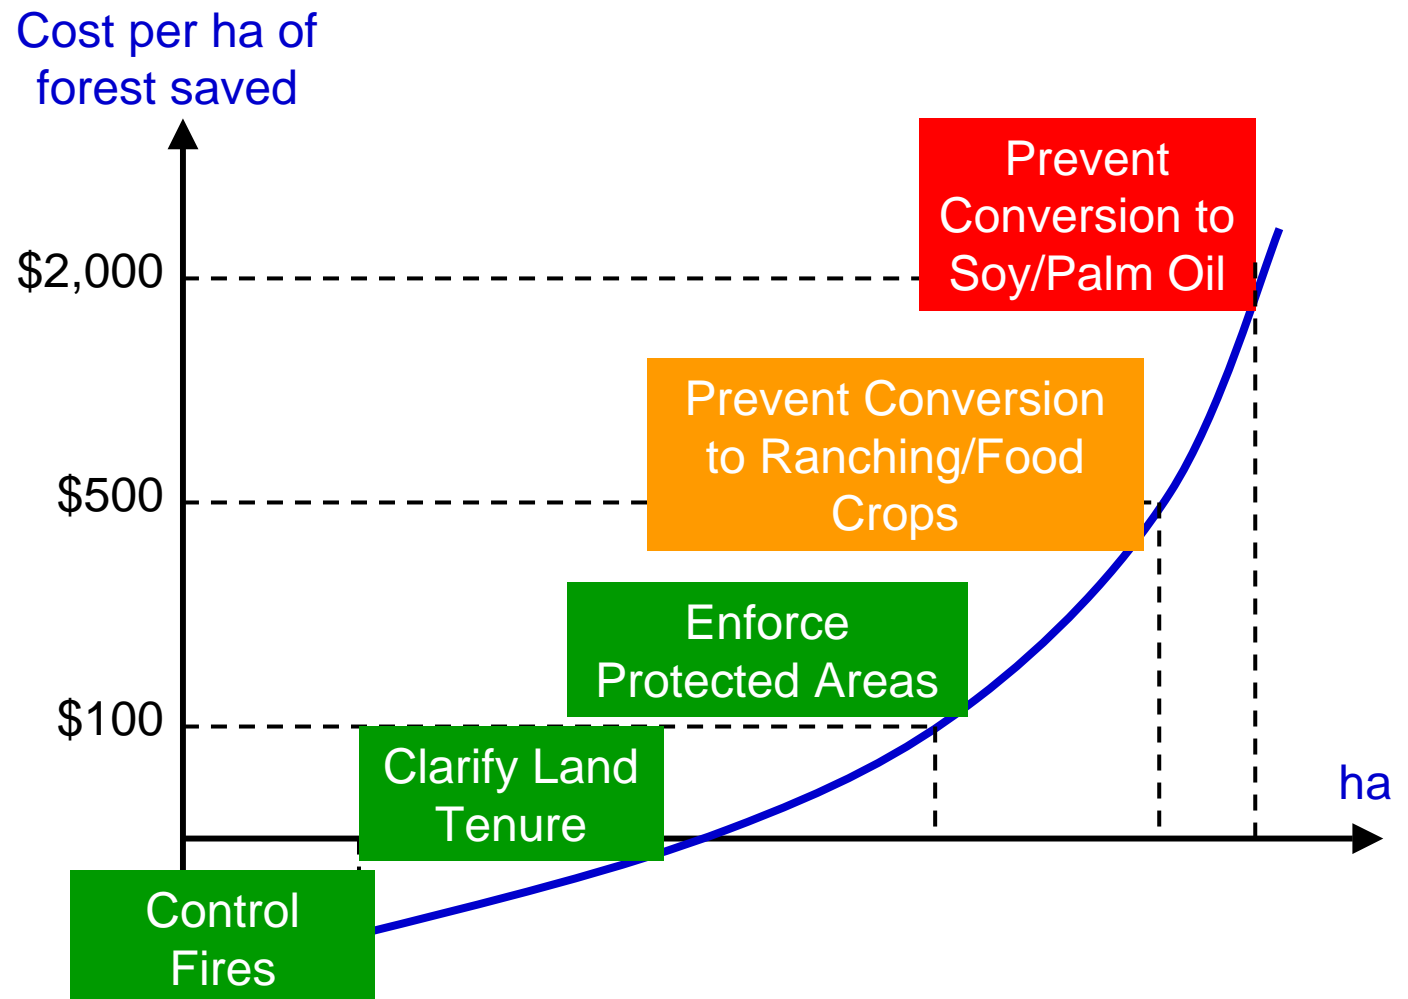 Cost per ha of
forest saved
Prevent
Conversion to
Soy/Palm Oil
$2,000
Prevent Conversion
to Ranching/Food
Crops
$500
Enforce
Protected Areas
$100
Clarify Land
Tenure
ha
Control
Fires